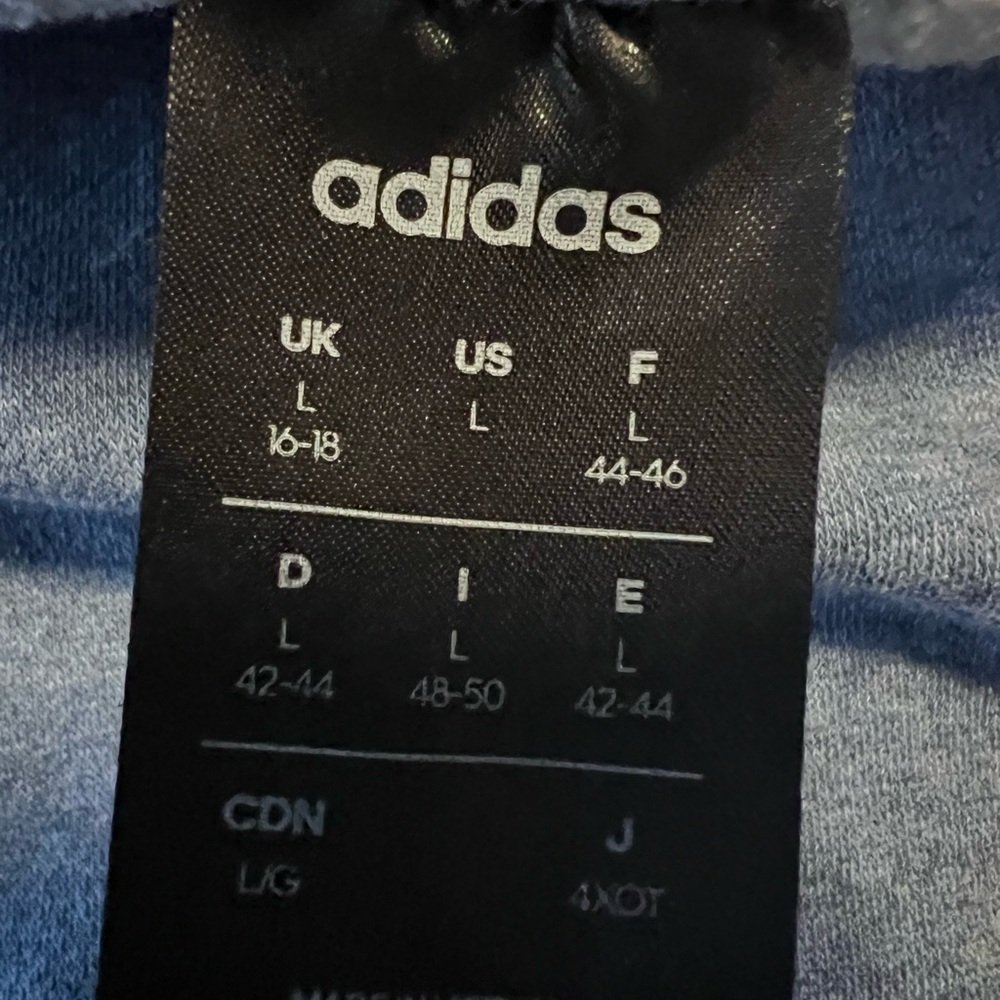 adidas
UK US F
L L L
16-18 44-46
D I E
L L L
42-44 48-50 42-44
CDN J
L/G 4XOT